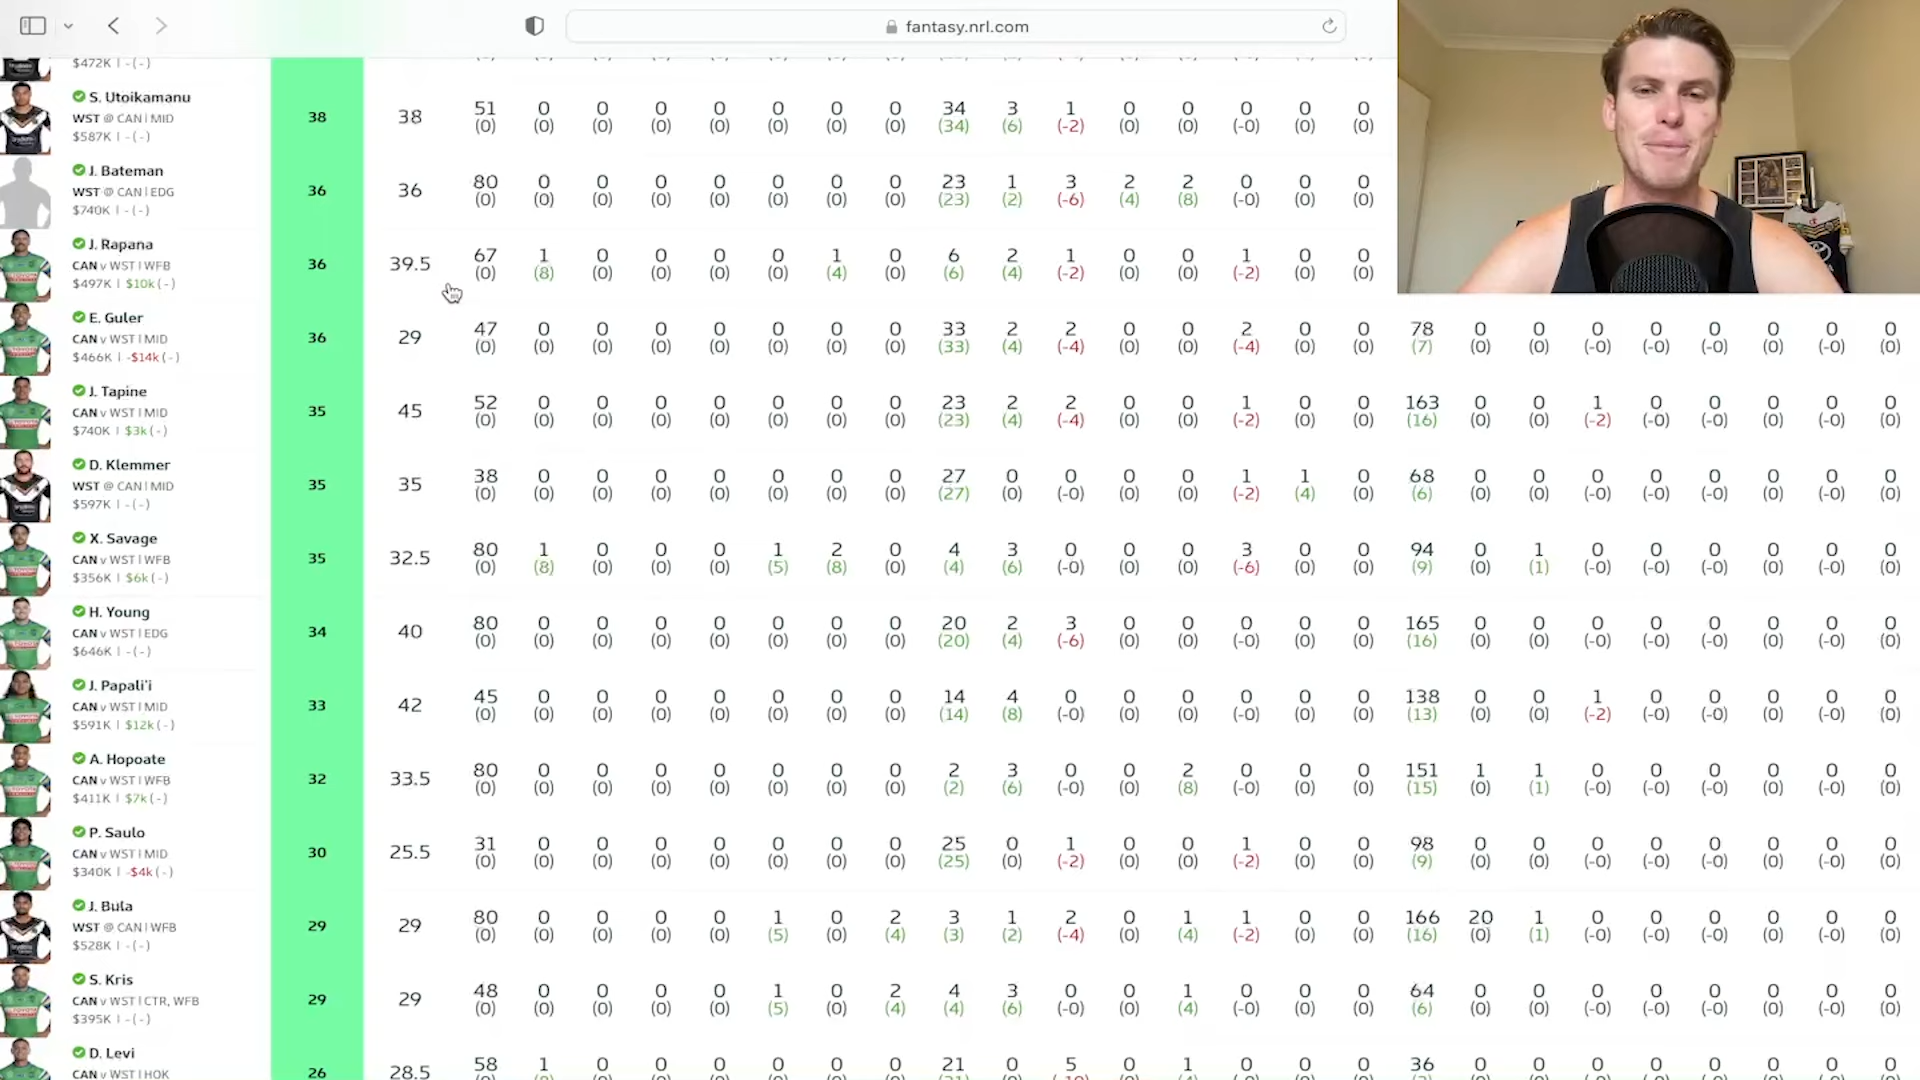 fantasy.nrl.com
$472K | - (-)
S. Utoikamanu
WST @ CAN | MID
$587K | - (-)
38 38 51 0 0 0 0 0 0 0 34 3 1 0 0 0 0 0
(0) (0) (0) (0) (0) (0) (0) (0) (34) (6) (-2) (0) (0) (-0) (0) (0)
J. Bateman
WST @ CAN | EDG
$740K | - (-)
36 36 80 0 0 0 0 0 0 0 23 1 3 2 2 0 0 0
(0) (0) (0) (0) (0) (0) (0) (0) (23) (2) (-6) (4) (8) (-0) (0) (0)
J. Rapana
CAN v WST | WFB
$497K | $10k (-)
36 39.5 67 1 0 0 0 0 1 0 6 2 1 0 0 1 0 0
(0) (8) (0) (0) (0) (0) (4) (0) (6) (4) (-2) (0) (0) (-2) (0) (0)
E. Guler
CAN v WST | MID
$466K | -$14k (-)
36 29 47 0 0 0 0 0 0 0 33 2 2 0 0 2 0 0 78 0 0 0 0 0 0 0 0
(0) (0) (0) (0) (0) (0) (0) (0) (33) (4) (-4) (0) (0) (-4) (0) (0) (7) (0) (0) (-0) (-0) (-0) (0) (-0) (0)
J. Tapine
CAN v WST | MID
$740K | $3k (-)
35 45 52 0 0 0 0 0 0 0 23 2 2 0 0 1 0 0 163 0 0 1 0 0 0 0 0
(0) (0) (0) (0) (0) (0) (0) (0) (23) (4) (-4) (0) (0) (-2) (0) (0) (16) (0) (0) (-2) (-0) (-0) (0) (-0) (0)
D. Klemmer
WST @ CAN | MID
$597K | - (-)
35 35 38 0 0 0 0 0 0 0 27 0 0 0 0 1 1 0 68 0 0 0 0 0 0 0 0
(0) (0) (0) (0) (0) (0) (0) (0) (27) (0) (-0) (0) (0) (-2) (4) (0) (6) (0) (0) (-0) (-0) (-0) (0) (-0) (0)
X. Savage
CAN v WST | WFB
$356K | $6k (-)
35 32.5 80 1 0 0 0 1 2 0 4 3 0 0 0 3 0 0 94 0 1 0 0 0 0 0 0
(0) (8) (0) (0) (0) (5) (8) (0) (4) (6) (-0) (0) (0) (-6) (0) (0) (9) (0) (1) (-0) (-0) (-0) (0) (-0) (0)
H. Young
CAN v WST | EDG
$646K | - (-)
34 40 80 0 0 0 0 0 0 0 20 2 3 0 0 0 0 0 165 0 0 0 0 0 0 0 0
(0) (0) (0) (0) (0) (0) (0) (0) (20) (4) (-6) (0) (0) (-0) (0) (0) (16) (0) (0) (-0) (-0) (-0) (0) (-0) (0)
J. Papali'i
CAN v WST | MID
$591K | $12k (-)
33 42 45 0 0 0 0 0 0 0 14 4 0 0 0 0 0 0 138 0 0 1 0 0 0 0 0
(0) (0) (0) (0) (0) (0) (0) (0) (14) (8) (-0) (0) (0) (-0) (0) (0) (13) (0) (0) (-2) (-0) (-0) (0) (-0) (0)
A. Hopoate
CAN v WST | WFB
$411K | $7k (-)
32 33.5 80 0 0 0 0 0 0 0 2 3 0 0 2 0 0 0 151 1 1 0 0 0 0 0 0
(0) (0) (0) (0) (0) (0) (0) (0) (2) (6) (-0) (0) (8) (-0) (0) (0) (15) (0) (1) (-0) (-0) (-0) (0) (-0) (0)
P. Saulo
CAN v WST | MID
$340K | -$4k (-)
30 25.5 31 0 0 0 0 0 0 0 25 0 1 0 0 1 0 0 98 0 0 0 0 0 0 0 0
(0) (0) (0) (0) (0) (0) (0) (0) (25) (0) (-2) (0) (0) (-2) (0) (0) (9) (0) (0) (-0) (-0) (-0) (0) (-0) (0)
J. Bula
WST @ CAN | WFB
$528K | - (-)
29 29 80 0 0 0 0 1 0 2 3 1 2 0 1 1 0 0 166 20 1 0 0 0 0 0 0
(0) (0) (0) (0) (0) (5) (0) (4) (3) (2) (-4) (0) (4) (-2) (0) (0) (16) (0) (1) (-0) (-0) (-0) (0) (-0) (0)
S. Kris
CAN v WST | CTR, WFB
$395K | - (-)
29 29 48 0 0 0 0 1 0 2 4 3 0 0 1 0 0 0 64 0 0 0 0 0 0 0 0
(0) (0) (0) (0) (0) (5) (0) (4) (4) (6) (-0) (0) (4) (-0) (0) (0) (6) (0) (0) (-0) (-0) (-0) (0) (-0) (0)
D. Levi
CAN v WST | HOK
26 28.5 58 1 0 0 0 0 0 0 21 0 5 0 1 0 0 0 36 0 0 0 0 0 0 0 0